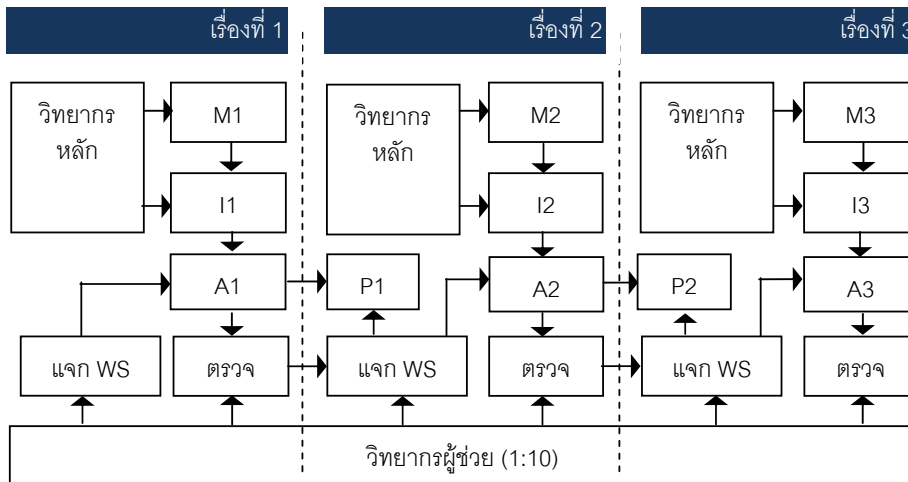 เรื่องที่ 1
เรื่องที่ 2
เรื่องที่ 3
วิทยากร
หลัก
M1
วิทยากร
หลัก
M2
วิทยากร
หลัก
M3
I1
I2
I3
A1
P1
A2
P2
A3
แจก WS
ตรวจ
แจก WS
ตรวจ
แจก WS
ตรวจ
วิทยากรผู้ช่วย (1:10)